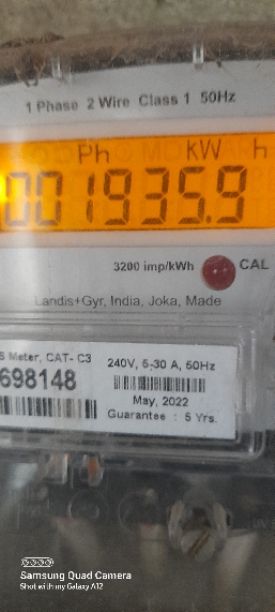 1 Phase 2 Wire Class 1 50Hz
Ph kW h
001935.9
3200 imp/kWh CAL
Landis+Gyr, India, Joka, Made
S Meter, CAT- C3
698148
240V, 5-30 A, 50Hz
May, 2022
Guarantee : 5 Yrs.
Samsung Quad Camera
Shot with my Galaxy A12